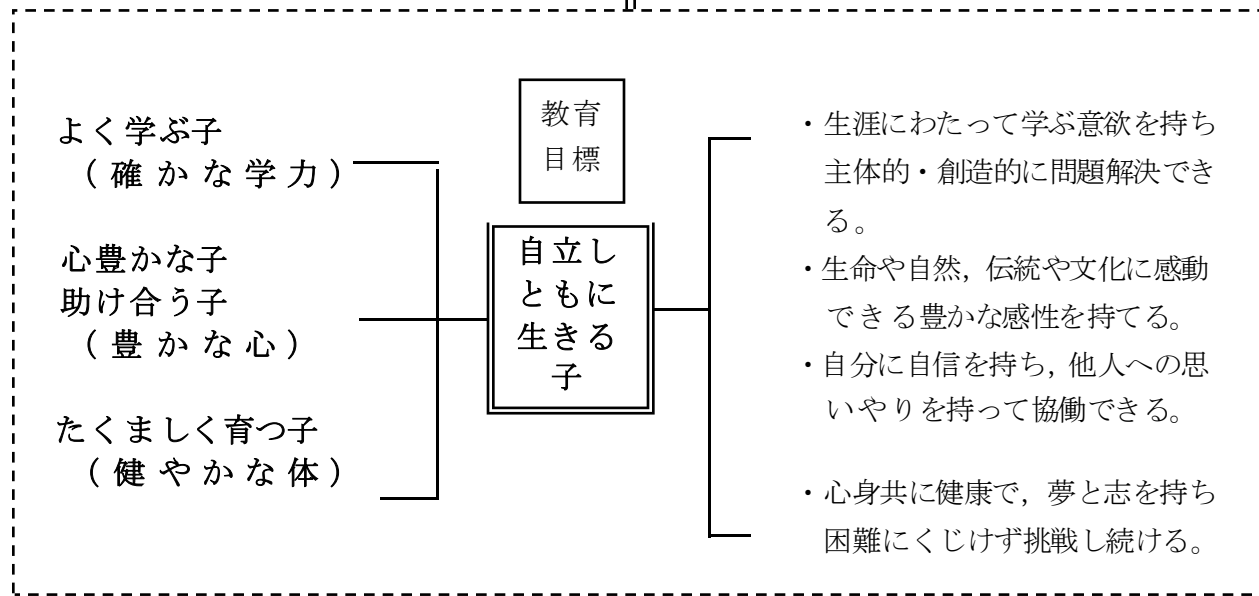 教育
目標
よく学ぶ子
(確かな学力)
心豊かな子
助け合う子
(豊かな心)
たくましく育つ子
(健やかな体)
自立し
ともに
生きる
子
・生涯にわたって学ぶ意欲を持ち
主体的・創造的に問題解決でき
る。
・生命や自然,伝統や文化に感動
できる豊かな感性を持てる。
・自分に自信を持ち,他人への思
いやりを持って協働できる。
・心身共に健康で,夢と志を持ち
困難にくじけず挑戦し続ける。